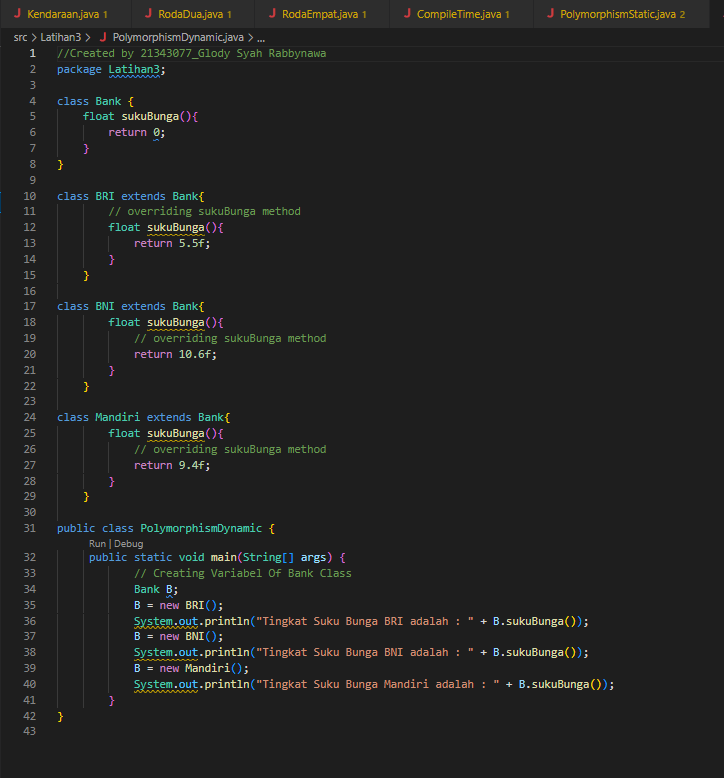 Kendaraan.java 1 RodaDua.java 1 RodaEmpat.java 1 CompileTime.java 1 PolymorphismStatic.java 2
src > Latihan3 > PolymorphismDynamic.java > ...
1 //Created by 21343077_Glody Syah Rabbynawa
2 package Latihan3;
3
4 class Bank {
5 float sukuBunga(){
6 return 0;
7 }
8 }
9
10 class BRI extends Bank{
11 // overriding sukuBunga method
12 float sukuBunga(){
13 return 5.5f;
14 }
15 }
16
17 class BNI extends Bank{
18 float sukuBunga(){
19 // overriding sukuBunga method
20 return 10.6f;
21 }
22 }
23
24 class Mandiri extends Bank{
25 float sukuBunga(){
26 // overriding sukuBunga method
27 return 9.4f;
28 }
29 }
30
31 public class PolymorphismDynamic {
Run | Debug
32 public static void main(String[] args) {
33 // Creating Variabel Of Bank Class
34 Bank B;
35 B = new BRI();
36 System.out.println("Tingkat Suku Bunga BRI adalah : " + B.sukuBunga());
37 B = new BNI();
38 System.out.println("Tingkat Suku Bunga BNI adalah : " + B.sukuBunga());
39 B = new Mandiri();
40 System.out.println("Tingkat Suku Bunga Mandiri adalah : " + B.sukuBunga());
41 }
42 }
43